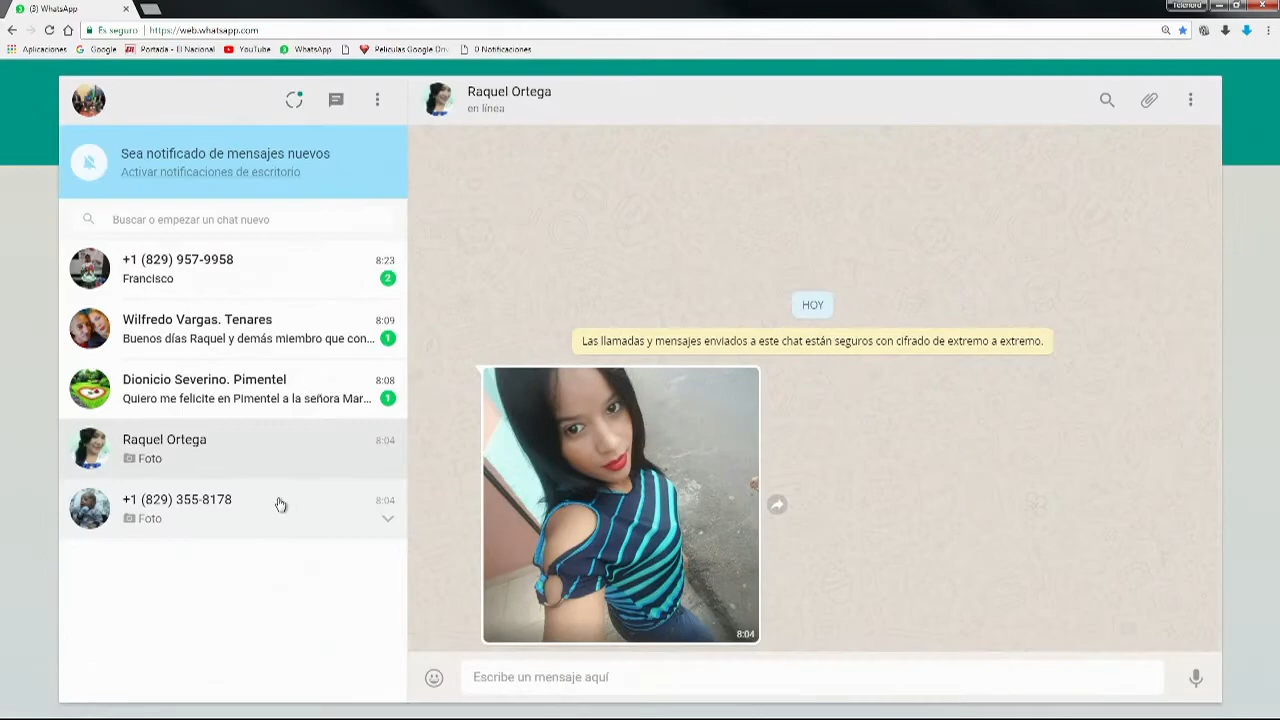 (3) WhatsApp
Telenord
Es seguro | https://web.whatsapp.com
Aplicaciones Google Portada - El Nacional YouTube WhatsApp Peliculas Google Dri 0 Notificaciones
Raquel Ortega
en línea
Sea notificado de mensajes nuevos
Activar notificaciones de escritorio
Buscar o empezar un chat nuevo
+1 (829) 957-9958 8:23
Francisco 2
Wilfredo Vargas. Tenares 8:09
Buenos días Raquel y demás miembro que con... 1
Dionicio Severino. Pimentel 8:08
Quiero me felicite en Pimentel a la señora Mar... 1
Raquel Ortega 8:04
Foto
+1 (829) 355-8178 8:04
Foto
HOY
Las llamadas y mensajes enviados a este chat están seguros con cifrado de extremo a extremo.
8:04
Escribe un mensaje aquí